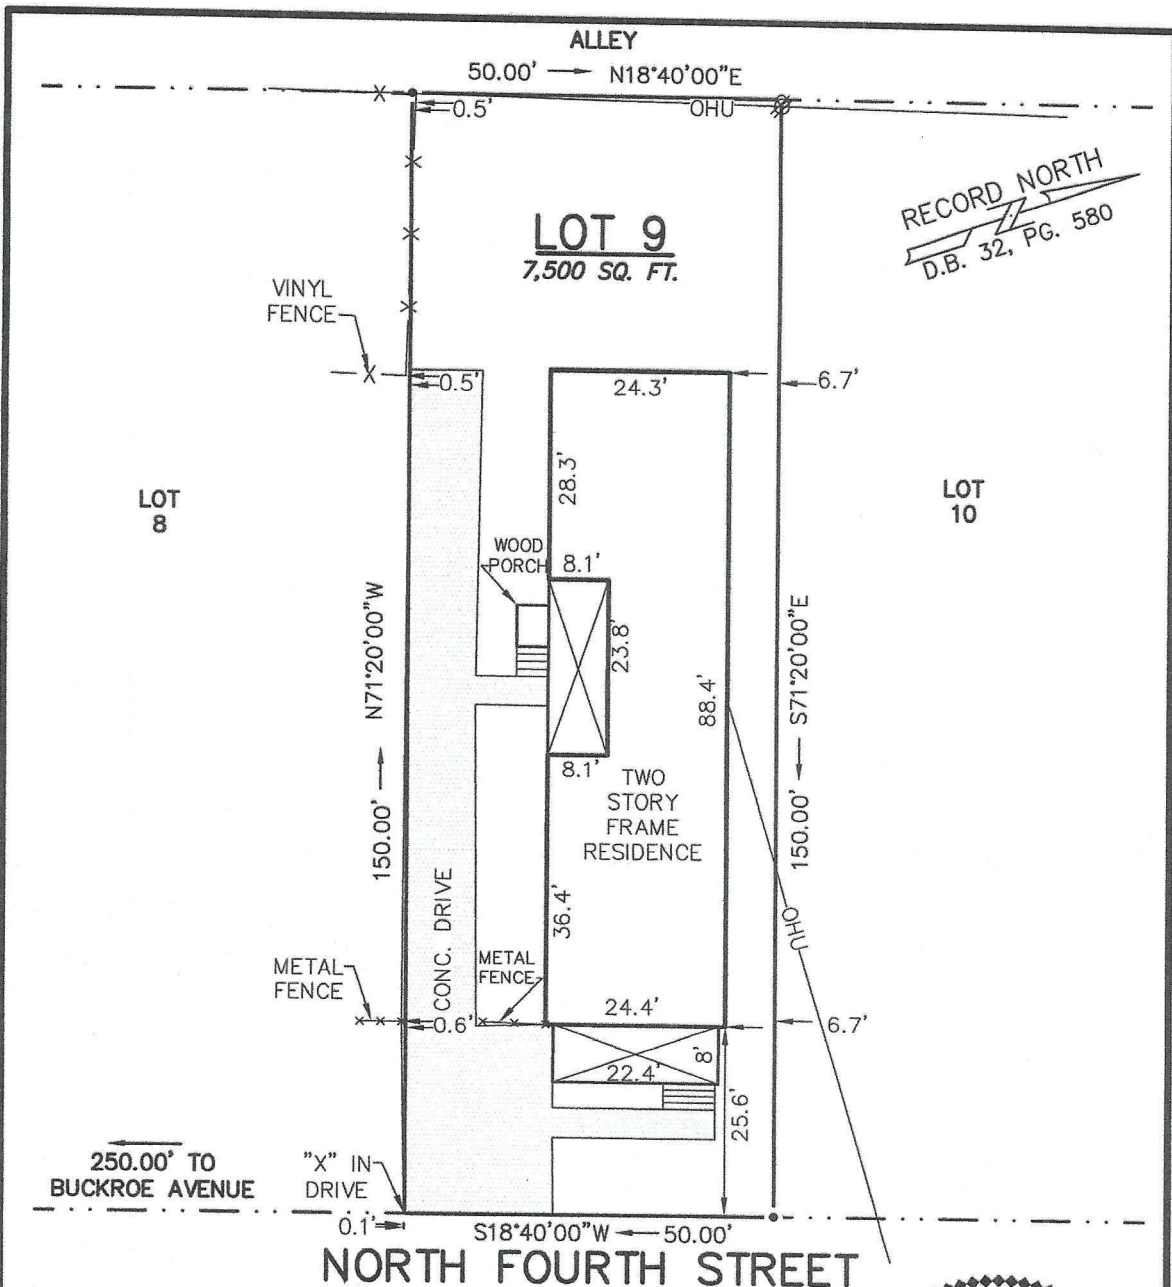 ALLEY
50.00' N18°40'00"E
0.5'
OHU
RECORD NORTH
D.B. 32, PG. 580
LOT 9
7,500 SQ. FT.
VINYL
FENCE
0.5'
24.3'
6.7'
28.3'
LOT
8
LOT
10
WOOD
PORCH
8.1'
23.8'
N71°20'00"W
150.00'
S71°20'00"E
150.00'
88.4'
8.1'
TWO
STORY
FRAME
RESIDENCE
36.4'
CONC. DRIVE
OHU
METAL
FENCE
METAL
FENCE
0.6'
24.4'
6.7'
8'
22.4'
25.6'
250.00' TO
BUCKROE AVENUE
"X" IN
DRIVE
0.1'
S18°40'00"W 50.00'
NORTH FOURTH STREET